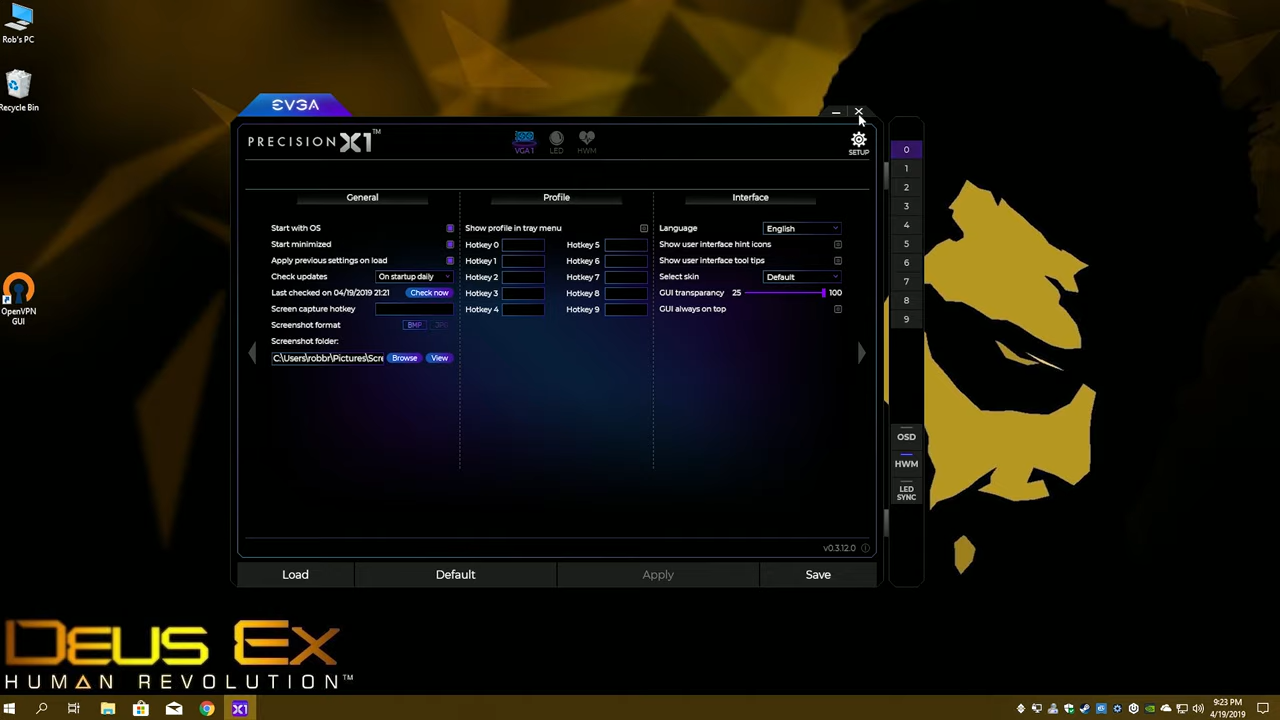 Rob's PC
Recycle Bin
OpenVPN
GUI
EVGA
PRECISION X1™
VGA 1
LED
HWM
SETUP
General
Start with OS
Start minimized
Apply previous settings on load
Check updates
On startup daily
Last checked on 04/19/2019 21:21
Check now
Screen capture hotkey
Screenshot format
BMP
JPG
Screenshot folder:
C:\Users\robbr\Pictures\Scre
Browse
View
Profile
Show profile in tray menu
Hotkey 0
Hotkey 5
Hotkey 1
Hotkey 6
Hotkey 2
Hotkey 7
Hotkey 3
Hotkey 8
Hotkey 4
Hotkey 9
Interface
Language
English
Show user interface hint icons
Show user interface tool tips
Select skin
Default
GUI transparancy
25
100
GUI always on top
v0.3.12.0
Load
Default
Apply
Save
0
1
2
3
4
5
6
7
8
9
OSD
HWM
LED
SYNC
DEUS EX
HUMAN REVOLUTION™
X1
9:23 PM
4/19/2019